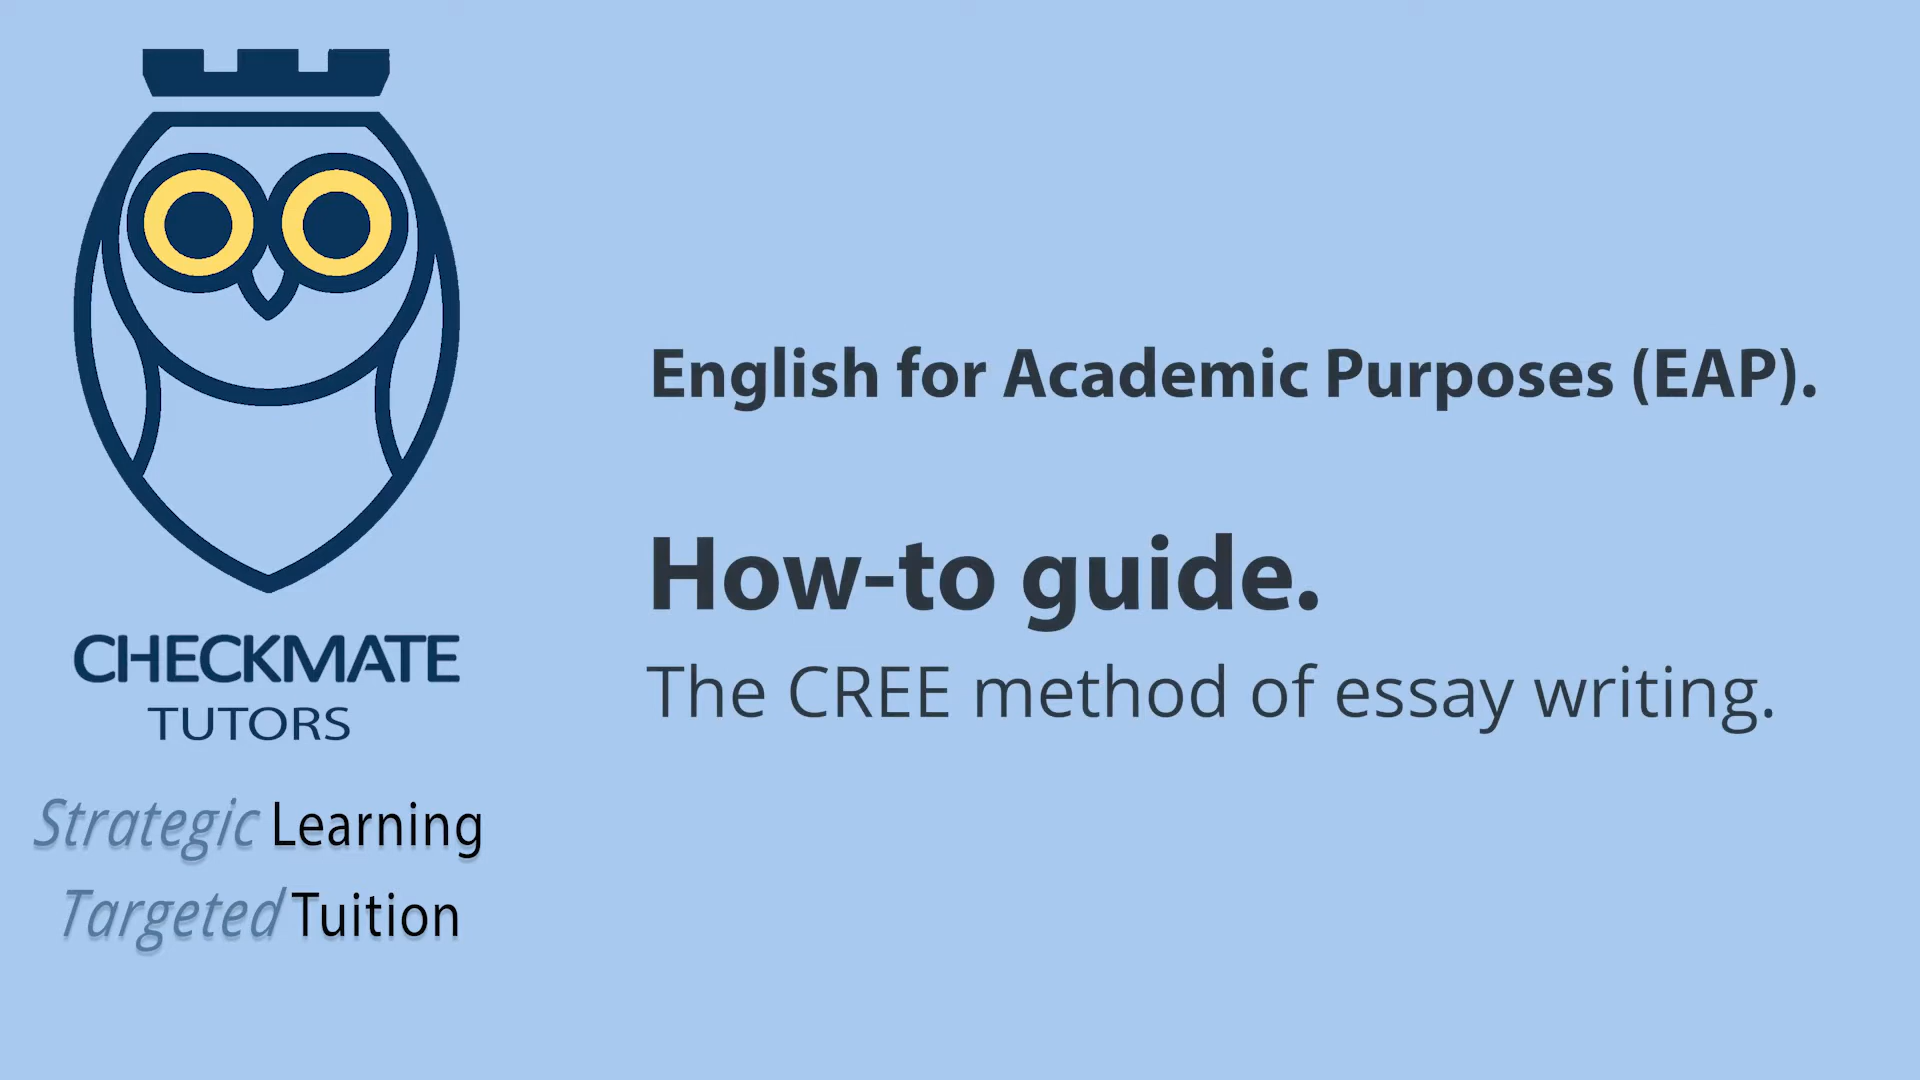 CHECKMATE
TUTORS
Strategic Learning
Targeted Tuition
English for Academic Purposes (EAP).
How-to guide.
The CREE method of essay writing.